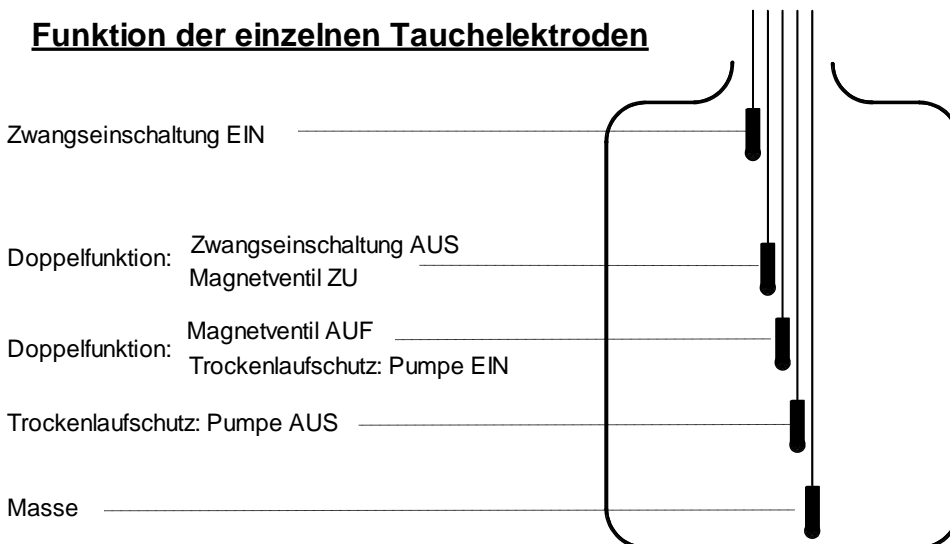 Funktion der einzelnen Tauchelektroden
Zwangseinschaltung EIN
Doppelfunktion: Zwangseinschaltung AUS
Magnetventil ZU
Doppelfunktion: Magnetventil AUF
Trockenlaufschutz: Pumpe EIN
Trockenlaufschutz: Pumpe AUS
Masse